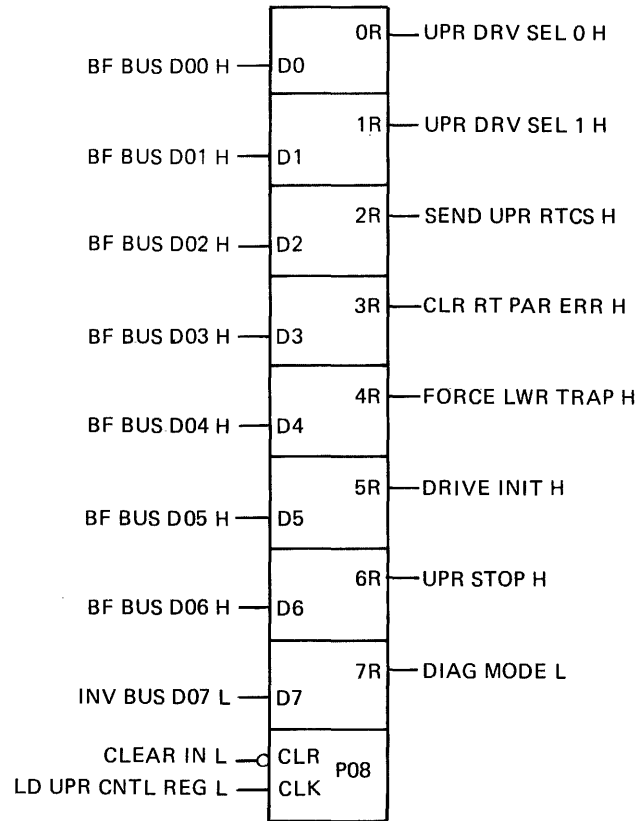 0R UPR DRV SEL 0 H
BF BUS D00 H D0
1R UPR DRV SEL 1 H
BF BUS D01 H D1
2R SEND UPR RTCS H
BF BUS D02 H D2
3R CLR RT PAR ERR H
BF BUS D03 H D3
4R FORCE LWR TRAP H
BF BUS D04 H D4
5R DRIVE INIT H
BF BUS D05 H D5
6R UPR STOP H
BF BUS D06 H D6
7R DIAG MODE L
INV BUS D07 L D7
CLEAR IN L CLR
P08
LD UPR CNTL REG L CLK